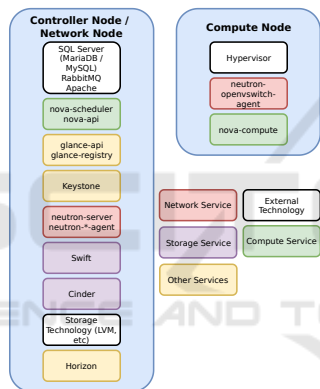 Controller Node /
Network Node
SQL Server
(MariaDB /
MySQL)
RabbitMQ
Apache
nova-scheduler
nova-api
glance-api
glance-registry
Keystone
neutron-server
neutron-*-agent
Swift
Cinder
Storage
Technology (LVM,
etc)
Horizon
Compute Node
Hypervisor
neutron-
openvswitch-
agent
nova-compute
Network Service
External
Technology
Storage Service
Compute Service
Other Services